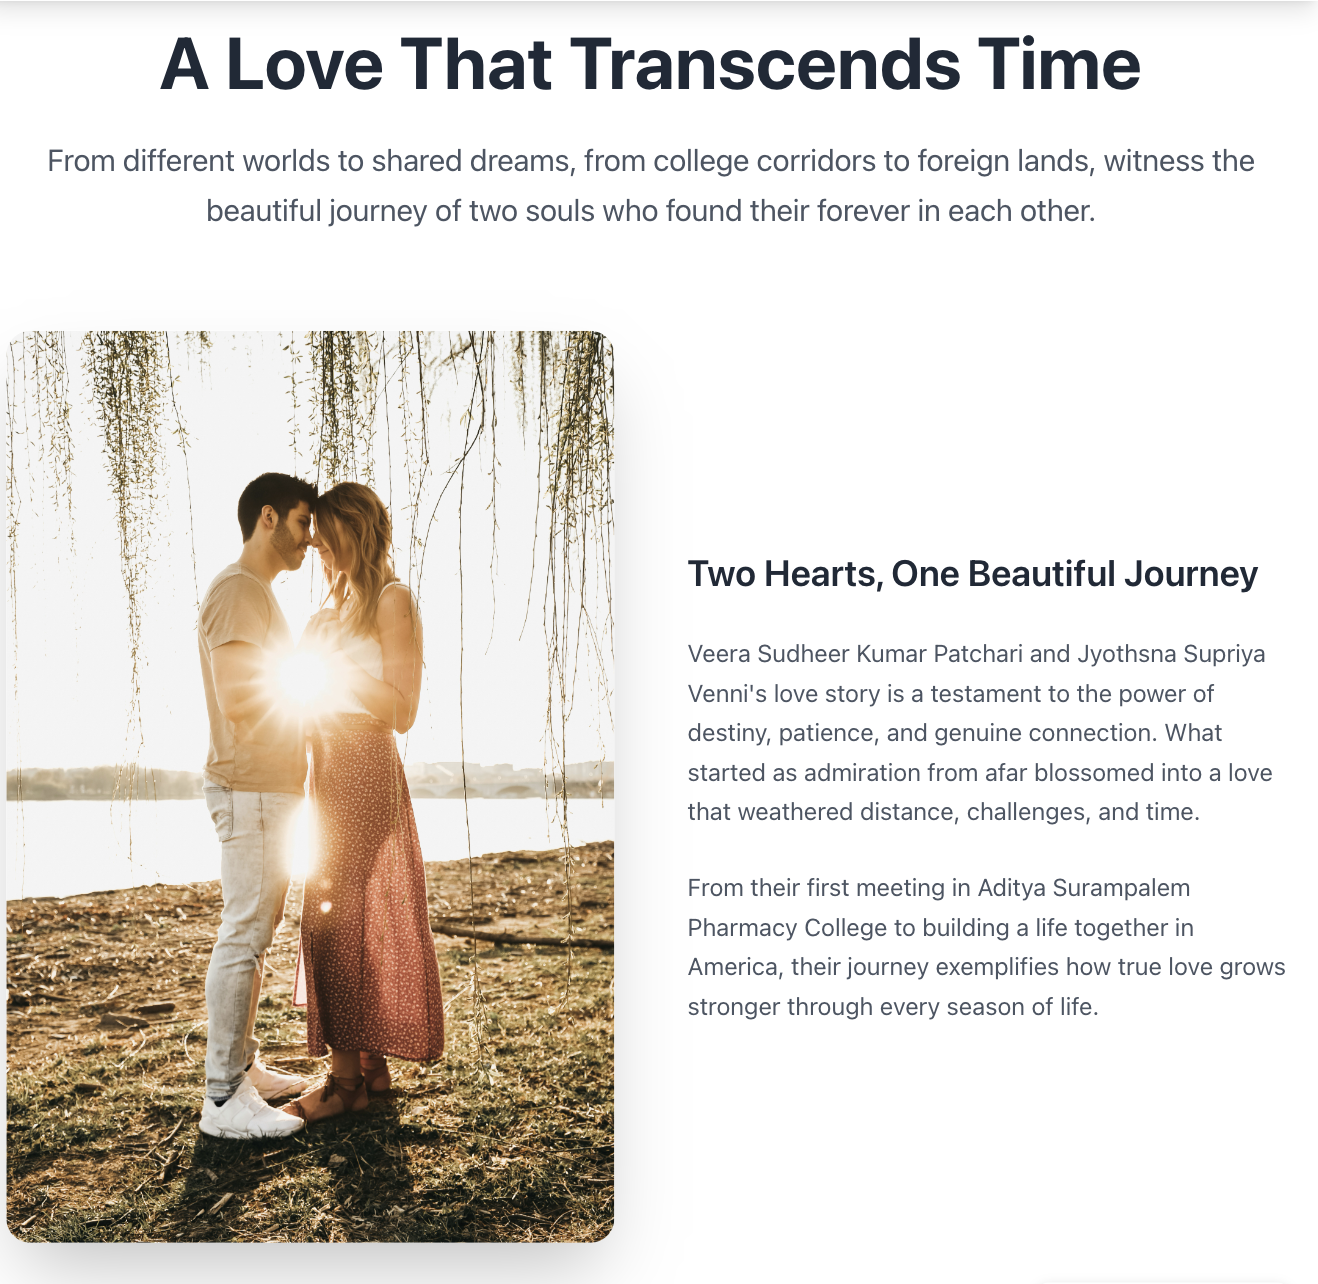 A Love That Transcends Time
From different worlds to shared dreams, from college corridors to foreign lands, witness the
beautiful journey of two souls who found their forever in each other.
Two Hearts, One Beautiful Journey
Veera Sudheer Kumar Patchari and Jyothsna Supriya
Venni's love story is a testament to the power of
destiny, patience, and genuine connection. What
started as admiration from afar blossomed into a love
that weathered distance, challenges, and time.
From their first meeting in Aditya Surampalem
Pharmacy College to building a life together in
America, their journey exemplifies how true love grows
stronger through every season of life.